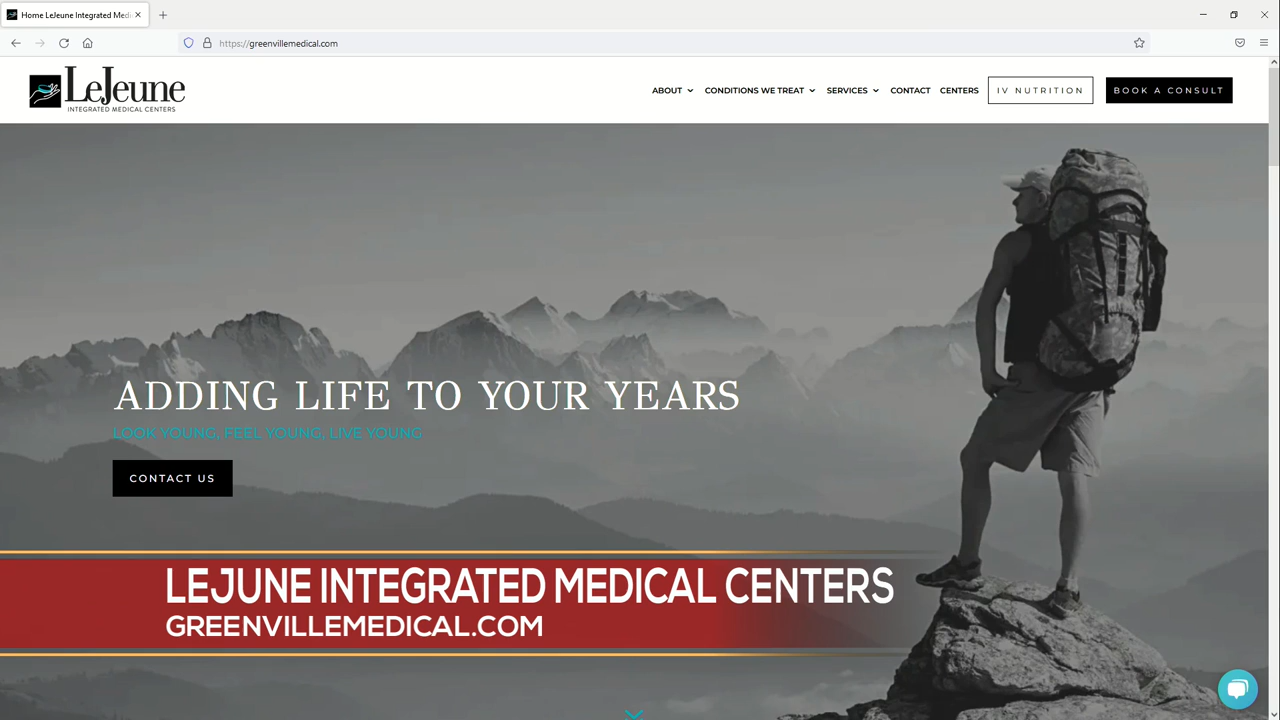 Home LeJeune Integrated Med
https://greenvillemedical.com
LeJeune
INTEGRATED MEDICAL CENTERS
ABOUT
CONDITIONS WE TREAT
SERVICES
CONTACT
CENTERS
IV NUTRITION
BOOK A CONSULT
ADDING LIFE TO YOUR YEARS
LOOK YOUNG, FEEL YOUNG, LIVE YOUNG
CONTACT US
LEJUNE INTEGRATED MEDICAL CENTERS
GREENVILLEMEDICAL.COM